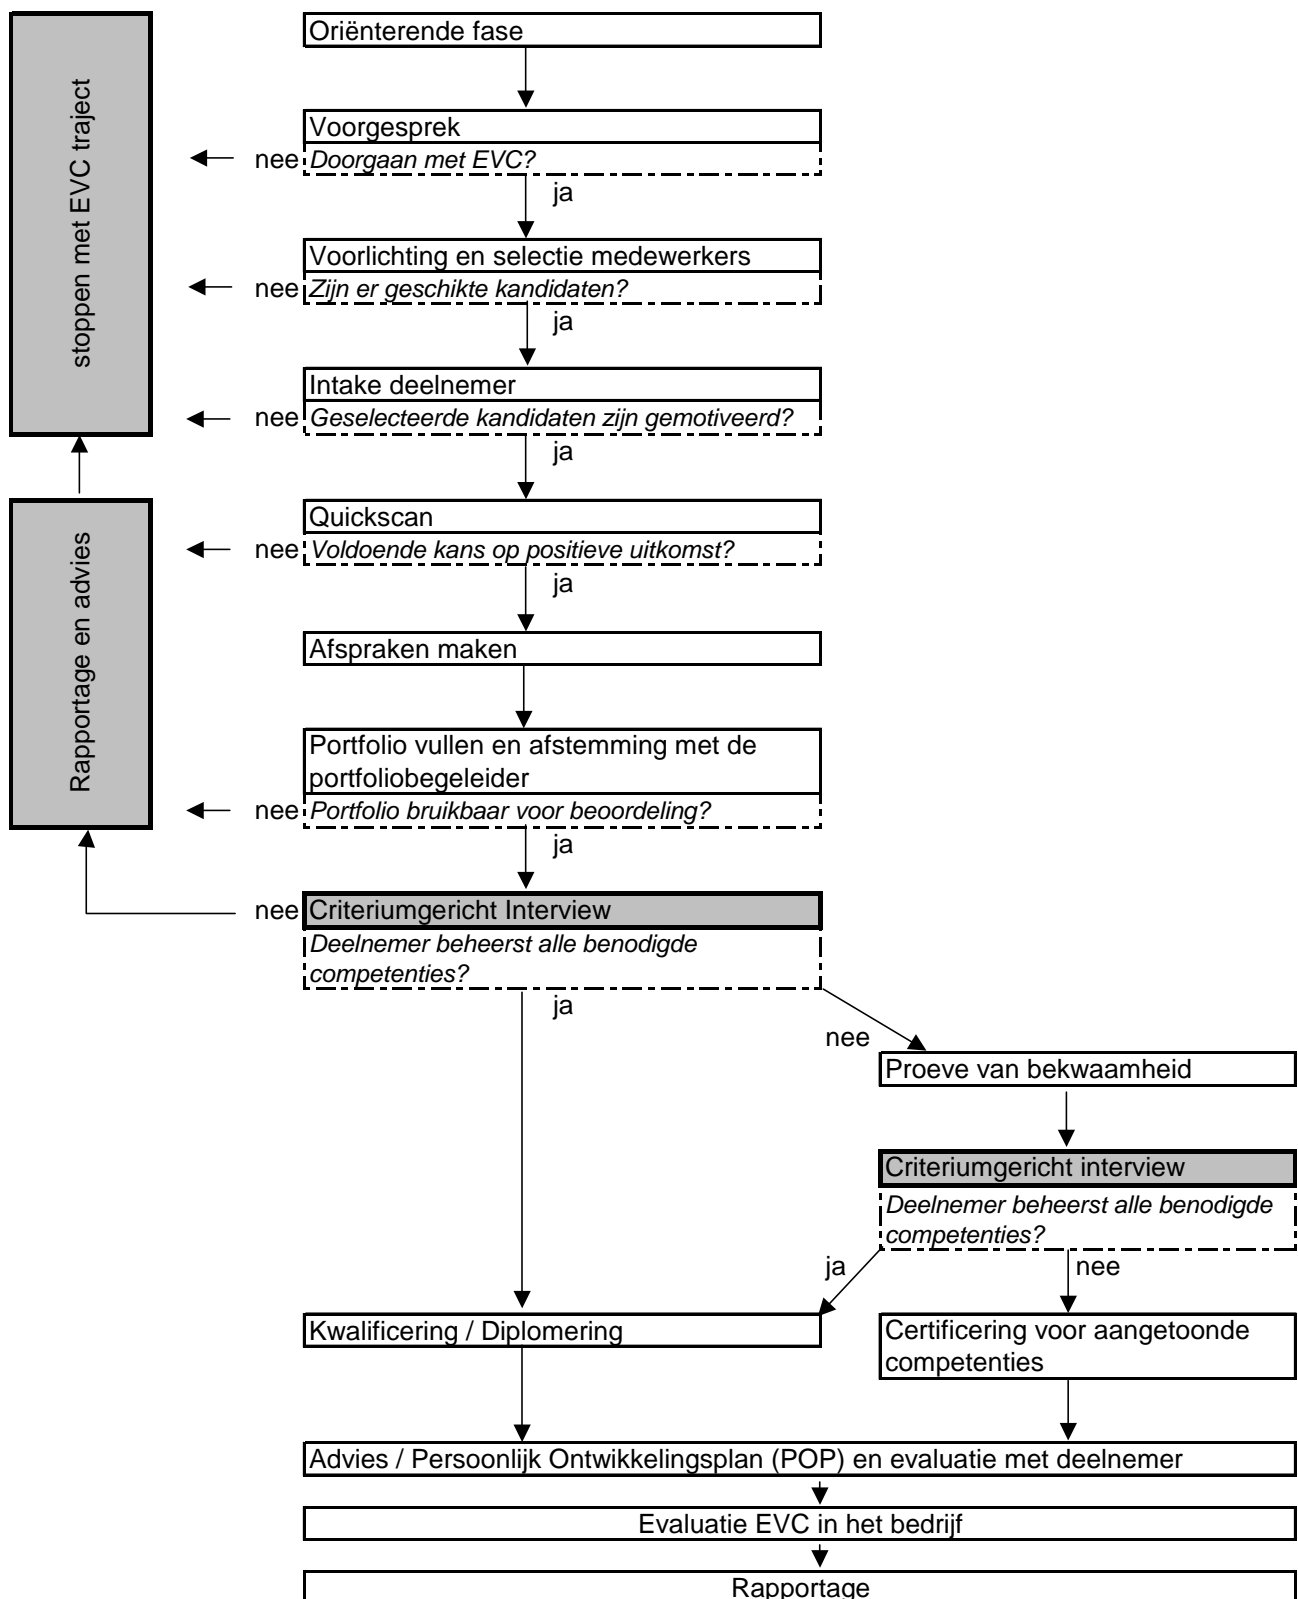 stoppen met EVC traject
Rapportage en advies
Oriënterende fase
Voorgesprek
nee
Doorgaan met EVC?
ja
Voorlichting en selectie medewerkers
nee
Zijn er geschikte kandidaten?
ja
Intake deelnemer
nee
Geselecteerde kandidaten zijn gemotiveerd?
ja
Quickscan
nee
Voldoende kans op positieve uitkomst?
ja
Afspraken maken
Portfolio vullen en afstemming met de
portfoliobegeleider
nee
Portfolio bruikbaar voor beoordeling?
ja
nee
Criteriumgericht Interview
Deelnemer beheerst alle benodigde
competenties?
ja
nee
Proeve van bekwaamheid
Criteriumgericht interview
Deelnemer beheerst alle benodigde
competenties?
ja
nee
Kwalificering / Diplomering
Certificering voor aangetoonde
competenties
Advies / Persoonlijk Ontwikkelingsplan (POP) en evaluatie met deelnemer
Evaluatie EVC in het bedrijf
Rapportage